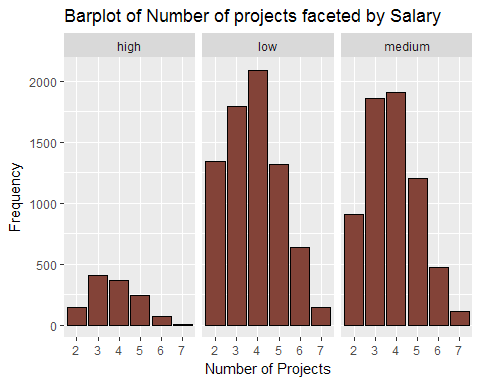 Barplot of Number of projects faceted by Salary
high low medium
2000
1500
1000
500
0
Frequency
2 3 4 5 6 7 2 3 4 5 6 7 2 3 4 5 6 7
Number of Projects